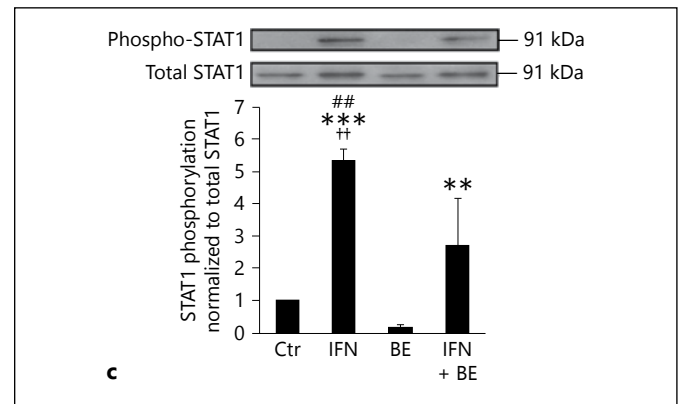 Phospho-STAT1 91 kDa
Total STAT1 91 kDa
STAT1 phosphorylation
normalized to total STAT1
7
6
5
4
3
2
1
0
##
***
††
**
Ctr IFN BE IFN
+ BE
c